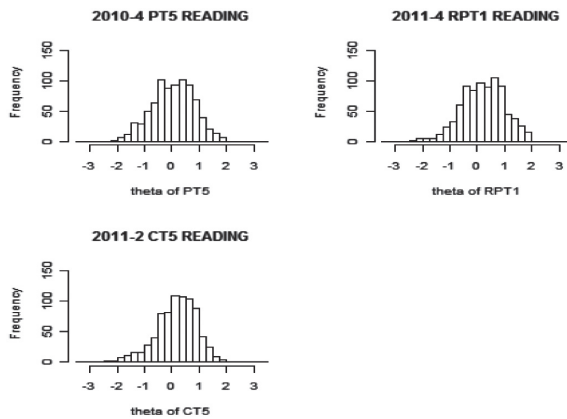 2010-4 PT5 READING
Frequency
0 50 100 150
-3 -2 -1 0 1 2 3
theta of PT5
2011-4 RPT1 READING
Frequency
0 50 100 150
-3 -2 -1 0 1 2 3
theta of RPT1
2011-2 CT5 READING
Frequency
0 50 100 150
-3 -2 -1 0 1 2 3
theta of CT5